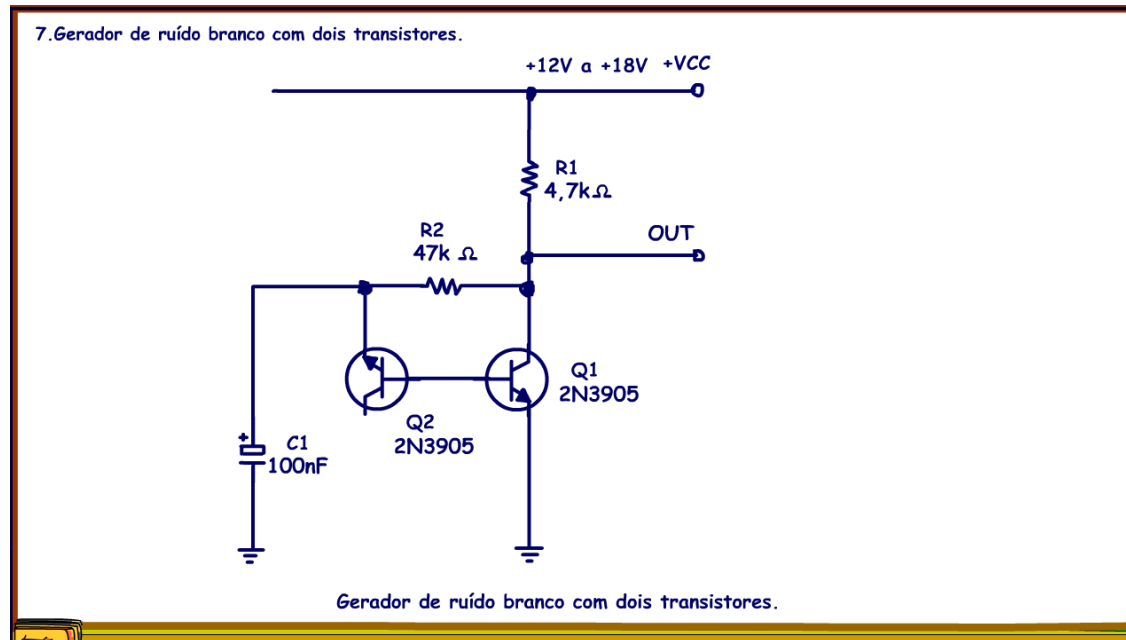 7.Gerador de ruído branco com dois transistores.
+12V a +18V +VCC
R1
4,7kΩ
R2
47k Ω
OUT
Q1
2N3905
Q2
2N3905
+
C1
100nF
Gerador de ruído branco com dois transistores.